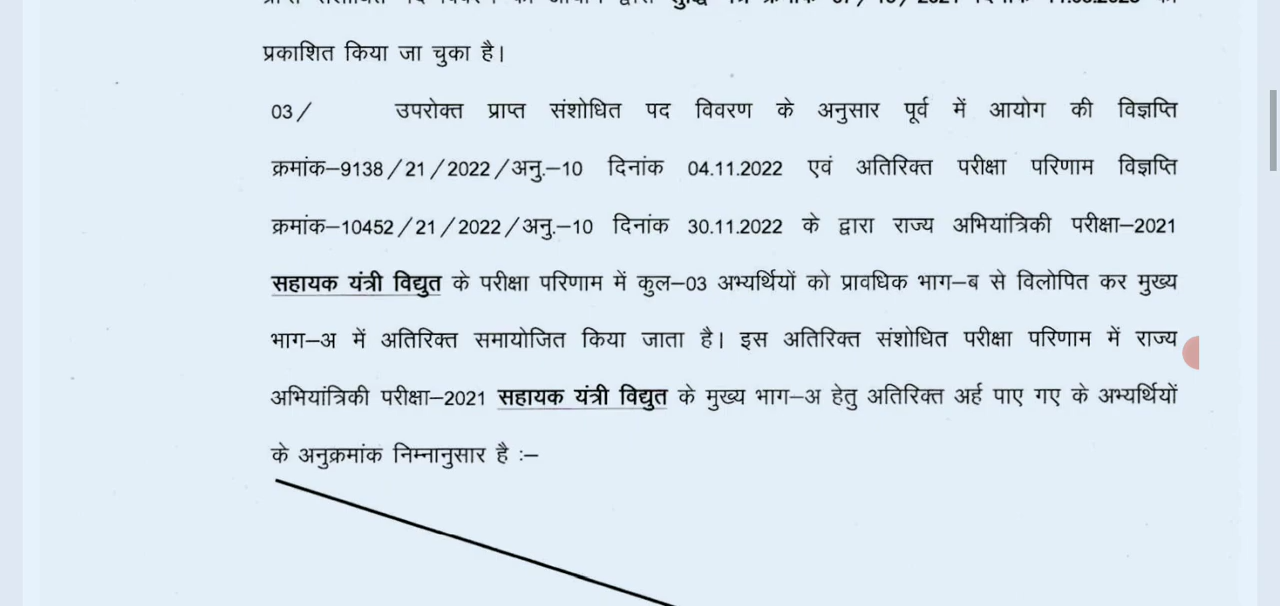 प्रकाशित किया जा चुका है।
03/ उपरोक्त प्राप्त संशोधित पद विवरण के अनुसार पूर्व में आयोग की विज्ञप्ति
क्रमांक–9138/21/2022/अनु.–10 दिनांक 04.11.2022 एवं अतिरिक्त परीक्षा परिणाम विज्ञप्ति
क्रमांक–10452/21/2022/अनु.–10 दिनांक 30.11.2022 के द्वारा राज्य अभियांत्रिकी परीक्षा–2021
सहायक यंत्री विद्युत के परीक्षा परिणाम में कुल–03 अभ्यर्थियों को प्रावधिक भाग–ब से विलोपित कर मुख्य
भाग–अ में अतिरिक्त समायोजित किया जाता है। इस अतिरिक्त संशोधित परीक्षा परिणाम में राज्य
अभियांत्रिकी परीक्षा–2021 सहायक यंत्री विद्युत के मुख्य भाग–अ हेतु अतिरिक्त अर्ह पाए गए के अभ्यर्थियों
के अनुक्रमांक निम्नानुसार है :–